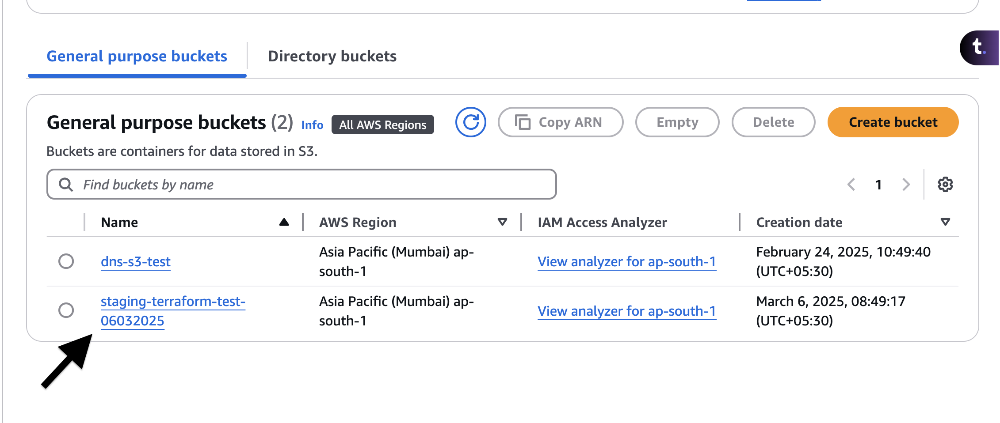 General purpose buckets
Directory buckets
t.
General purpose buckets (2) Info All AWS Regions
Copy ARN
Empty
Delete
Create bucket
Buckets are containers for data stored in S3.
Find buckets by name
1
Name AWS Region IAM Access Analyzer Creation date
dns-s3-test
Asia Pacific (Mumbai) ap-
south-1
View analyzer for ap-south-1
February 24, 2025, 10:49:40
(UTC+05:30)
staging-terraform-test-
06032025
Asia Pacific (Mumbai) ap-
south-1
View analyzer for ap-south-1
March 6, 2025, 08:49:17
(UTC+05:30)